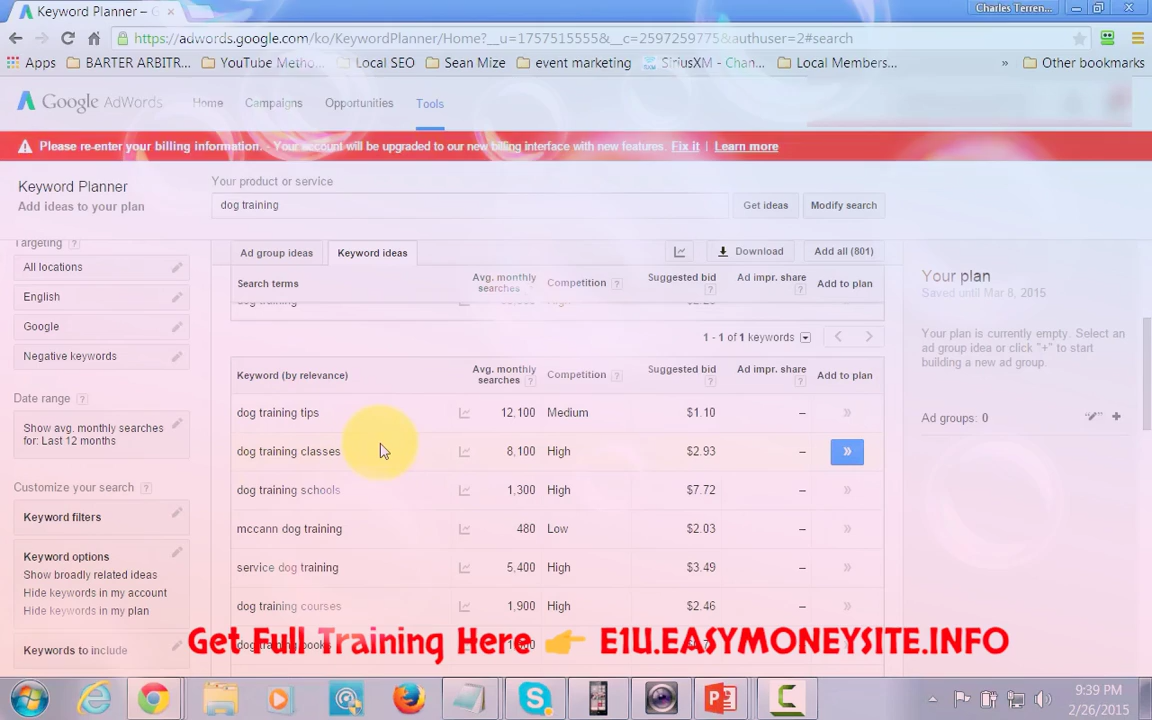 Keyword Planner –
Charles Terren...
https://adwords.google.com/ko/KeywordPlanner/Home?__u=1757515555&__c=2597259775&authuser=2#search
Apps BARTER ARBITR... YouTube Metho... Local SEO Sean Mize event marketing SiriusXM - Chan... Local Members... » Other bookmarks
Google AdWords Home Campaigns Opportunities Tools
Please re-enter your billing information. - Your account will be upgraded to our new billing interface with new features. Fix it | Learn more
Keyword Planner
Add ideas to your plan
Your product or service
dog training
Get ideas
Modify search
Targeting ?
All locations
English
Google
Negative keywords
Date range ?
Show avg. monthly searches
for: Last 12 months
Customize your search ?
Keyword filters
Keyword options
Show broadly related ideas
Hide keywords in my account
Hide keywords in my plan
Keywords to include
Ad group ideas Keyword ideas Download Add all (801)
Search terms Avg. monthly searches ? Competition ? Suggested bid ? Ad impr. share ? Add to plan
dog training
1 - 1 of 1 keywords
Keyword (by relevance) Avg. monthly searches ? Competition ? Suggested bid ? Ad impr. share ? Add to plan
dog training tips 12,100 Medium $1.10 – »
dog training classes 8,100 High $2.93 – »
dog training schools 1,300 High $7.72 – »
mccann dog training 480 Low $2.03 – »
service dog training 5,400 High $3.49 – »
dog training courses 1,900 High $2.46 – »
dog training books
Your plan
Saved until Mar 8, 2015
Your plan is currently empty. Select an
ad group idea or click "+" to start
building a new ad group.
Ad groups: 0
Get Full Training Here 👉 E1U.EASYMONEYSITE.INFO
9:39 PM
2/26/2015